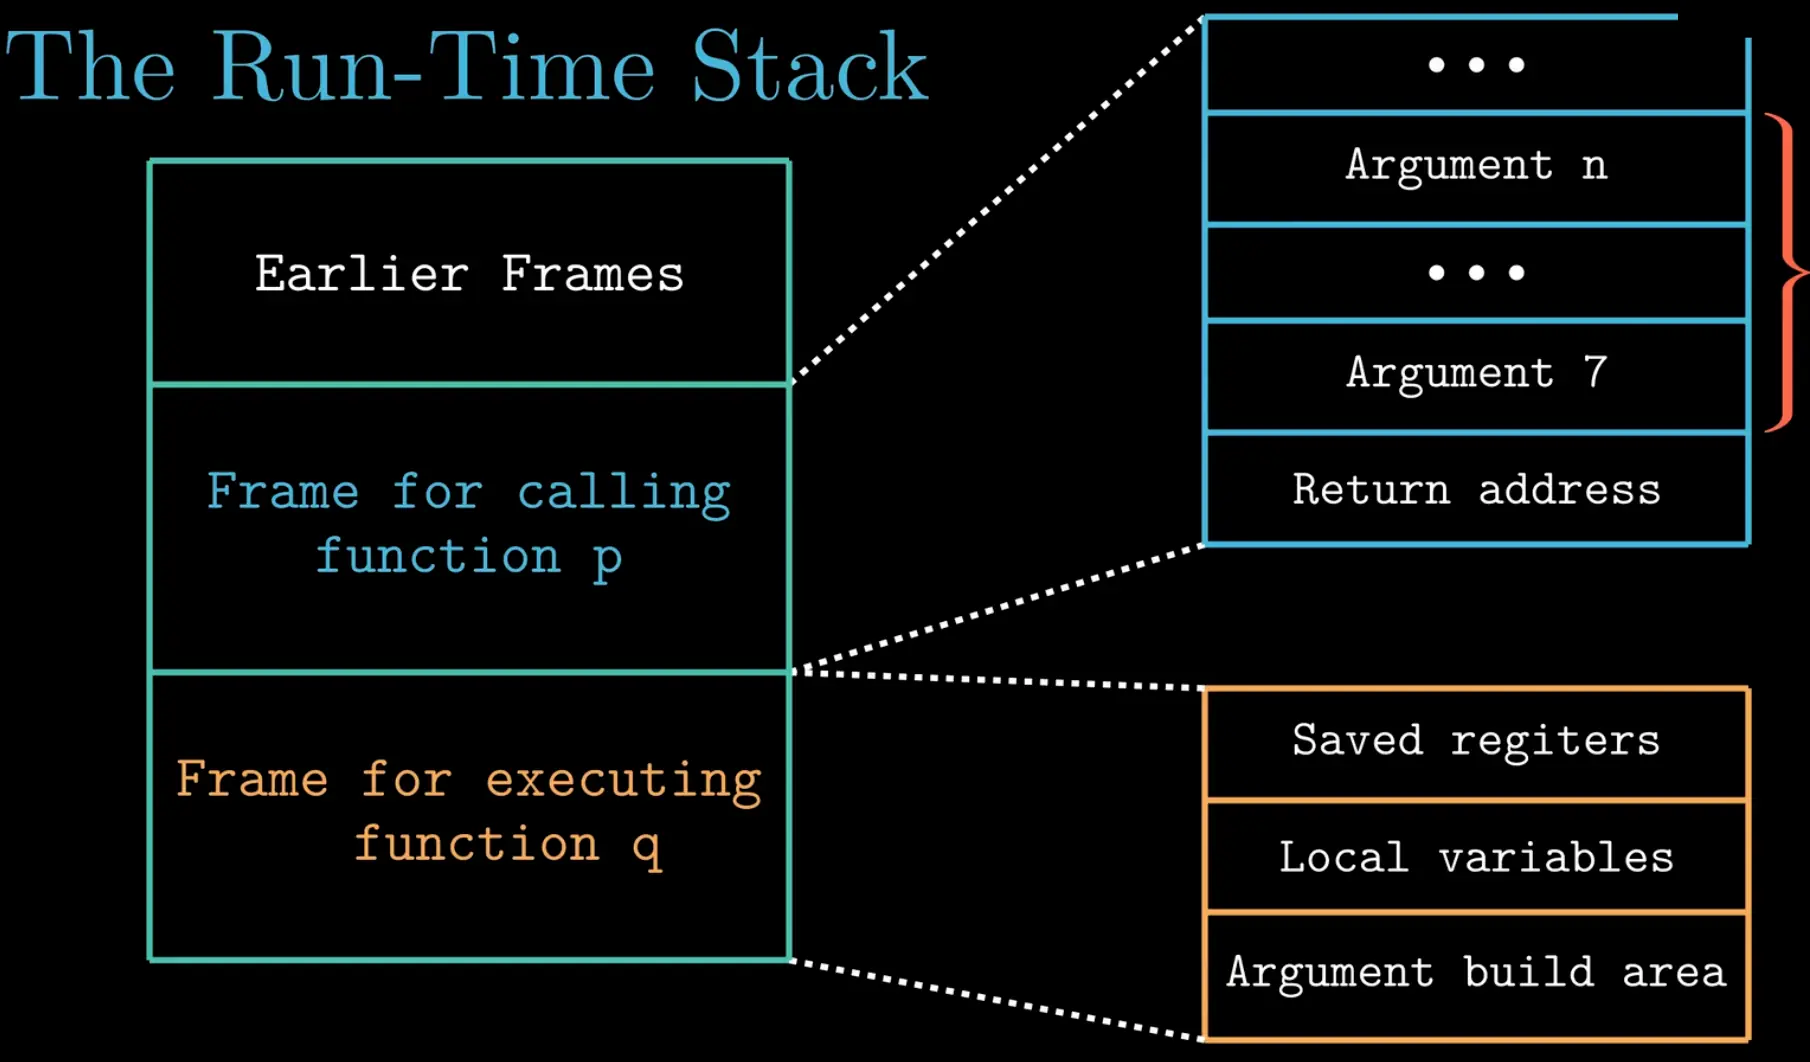 The Run-Time Stack
Earlier Frames
Frame for calling
function p
Frame for executing
function q
•••
Argument n
•••
Argument 7
Return address
Saved regiters
Local variables
Argument build area